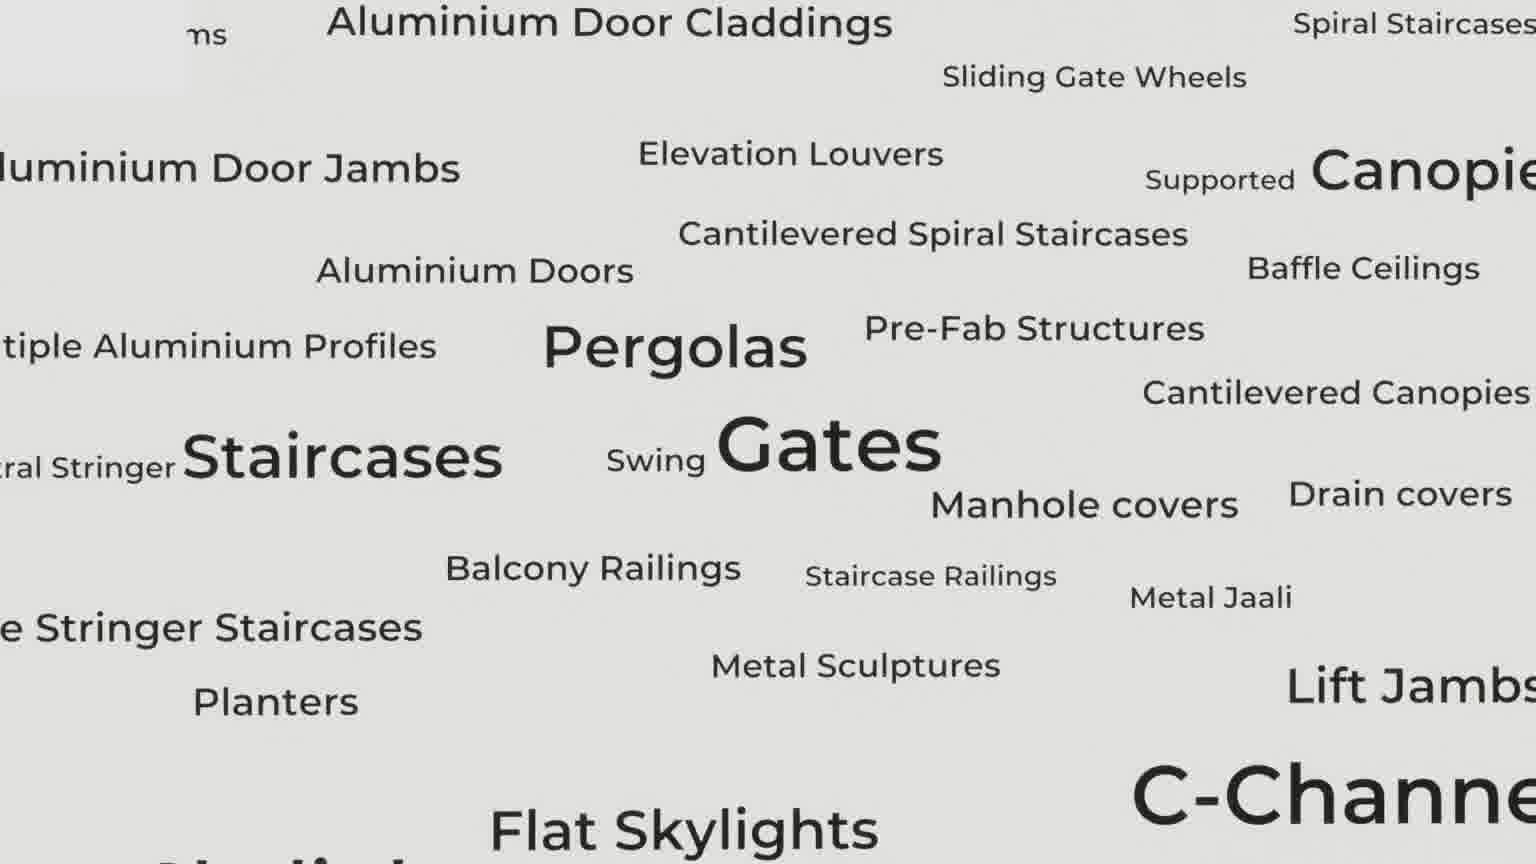 Aluminium Door Claddings
Spiral Staircases
Sliding Gate Wheels
Elevation Louvers
luminium Door Jambs
Supported Canopie
Cantilevered Spiral Staircases
Aluminium Doors
Baffle Ceilings
Pre-Fab Structures
tiple Aluminium Profiles
Pergolas
Cantilevered Canopies
tral Stringer Staircases
Swing Gates
Manhole covers
Drain covers
Balcony Railings
Staircase Railings
Metal Jaali
e Stringer Staircases
Metal Sculptures
Lift Jambs
Planters
C-Channe
Flat Skylights